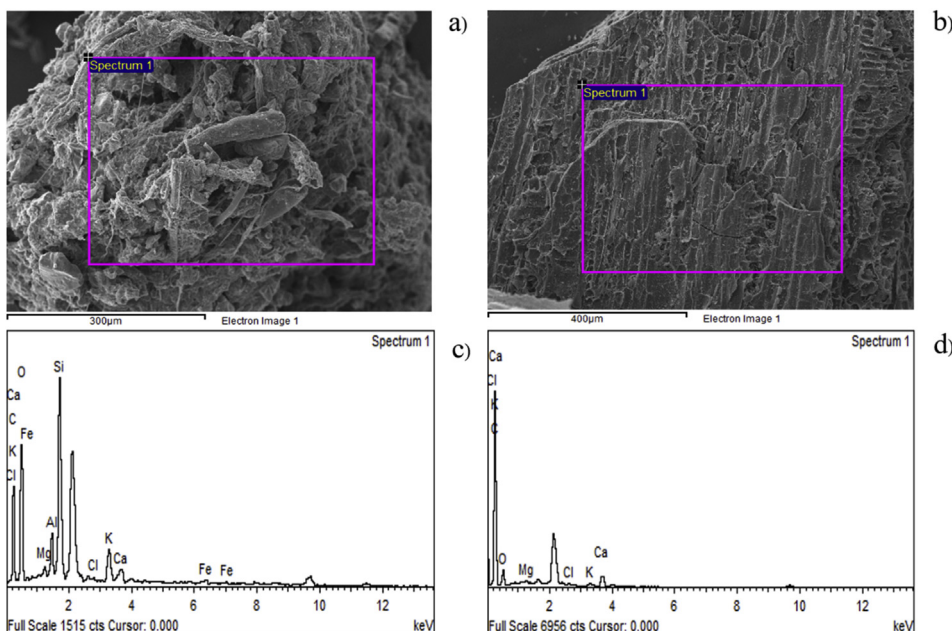 a)
Spectrum 1
300µm
Electron Image 1
b)
Spectrum 1
400µm
Electron Image 1
c)
Spectrum 1
O
Si
Ca
C
Fe
K
Cl
Al
Mg
Cl
K
Ca
Fe
Fe
2
4
6
8
10
12
Full Scale 1515 cts Cursor: 0.000
keV
d)
Spectrum 1
Ca
Cl
K
C
O
Mg
Cl
K
Ca
2
4
6
8
10
12
Full Scale 6956 cts Cursor: 0.000
keV